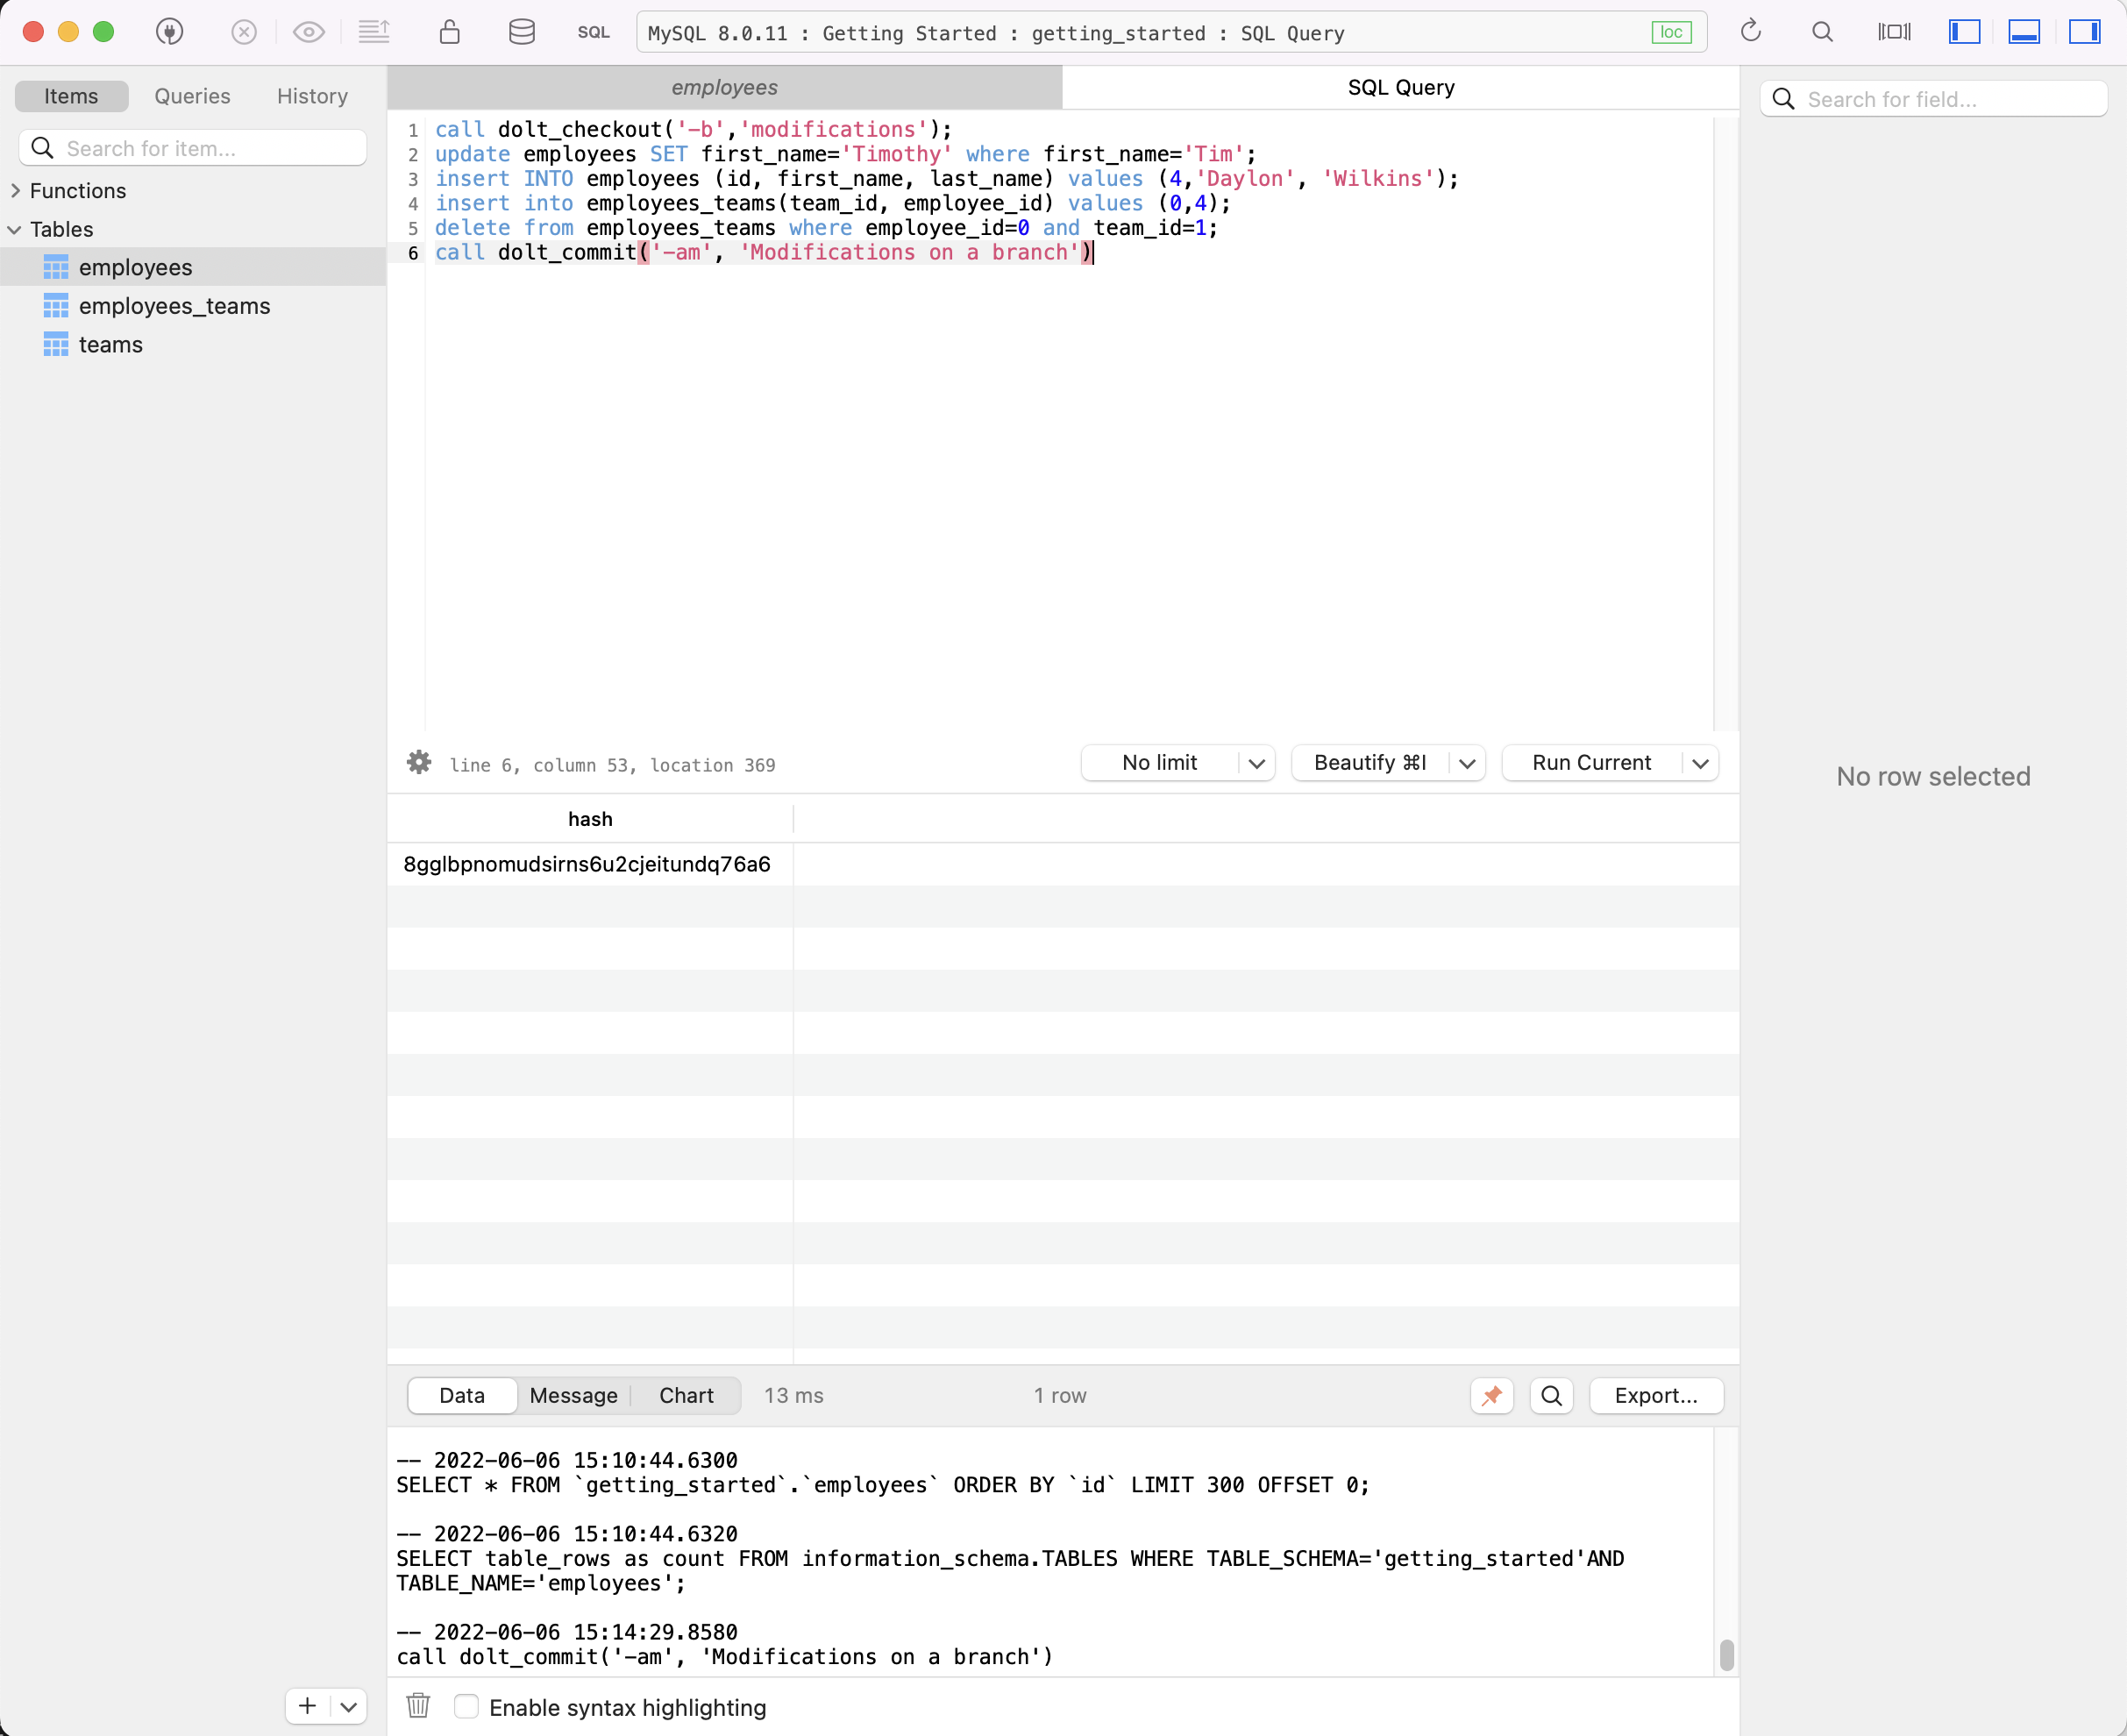 SQL
MySQL 8.0.11 : Getting Started : getting_started : SQL Query
loc
Items
Queries
History
Search for item...
Functions
Tables
employees
employees_teams
teams
employees
SQL Query
1 call dolt_checkout('-b','modifications');
2 update employees SET first_name='Timothy' where first_name='Tim';
3 insert INTO employees (id, first_name, last_name) values (4,'Daylon', 'Wilkins');
4 insert into employees_teams(team_id, employee_id) values (0,4);
5 delete from employees_teams where employee_id=0 and team_id=1;
6 call dolt_commit('-am', 'Modifications on a branch')
line 6, column 53, location 369
No limit
Beautify ⌘I
Run Current
hash
8gglbpnomudsirns6u2cjeitundq76a6
Data
Message
Chart
13 ms
1 row
Export...
-- 2022-06-06 15:10:44.6300
SELECT * FROM `getting_started`.`employees` ORDER BY `id` LIMIT 300 OFFSET 0;
-- 2022-06-06 15:10:44.6320
SELECT table_rows as count FROM information_schema.TABLES WHERE TABLE_SCHEMA='getting_started'AND
TABLE_NAME='employees';
-- 2022-06-06 15:14:29.8580
call dolt_commit('-am', 'Modifications on a branch')
Enable syntax highlighting
Search for field...
No row selected